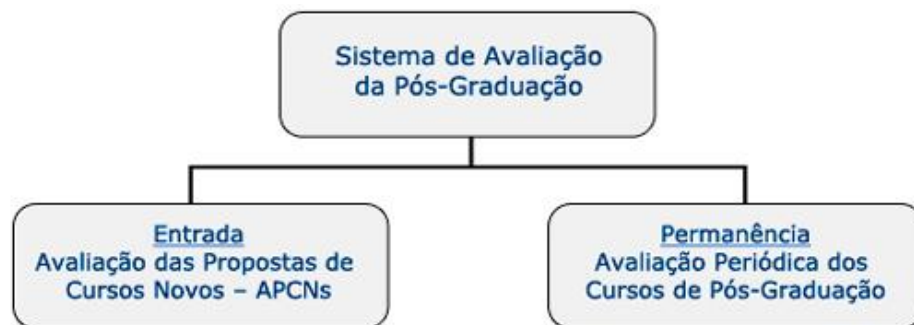 Sistema de Avaliação
da Pós-Graduação
Entrada
Avaliação das Propostas de
Cursos Novos – APCNs
Permanência
Avaliação Periódica dos
Cursos de Pós-Graduação